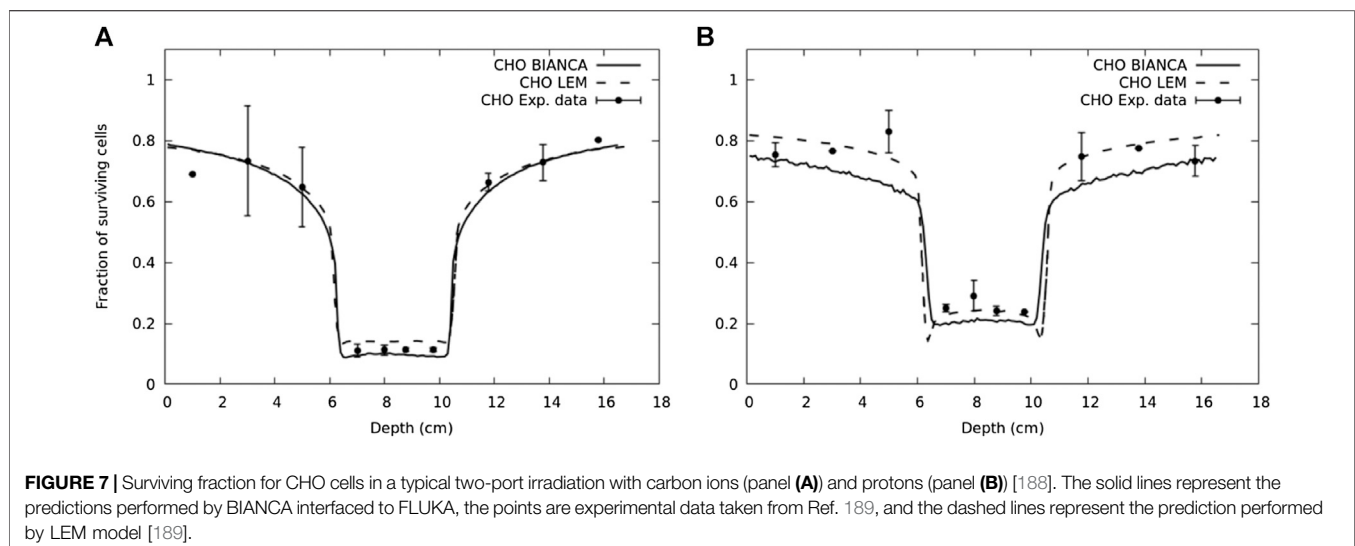 A
CHO BIANCA
CHO LEM
CHO Exp. data
Fraction of surviving cells
1
0.8
0.6
0.4
0.2
0
0 2 4 6 8 10 12 14 16 18
Depth (cm)
B
CHO BIANCA
CHO LEM
CHO Exp. data
1
0.8
0.6
0.4
0.2
0
0 2 4 6 8 10 12 14 16 18
Depth (cm)
FIGURE 7 | Surviving fraction for CHO cells in a typical two-port irradiation with carbon ions (panel (A)) and protons (panel (B)) [188]. The solid lines represent the
predictions performed by BIANCA interfaced to FLUKA, the points are experimental data taken from Ref. 189, and the dashed lines represent the prediction performed
by LEM model [189].